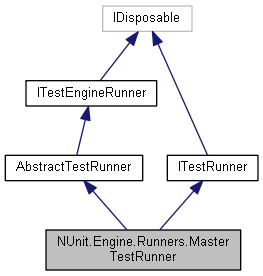 IDisposable
ITestEngineRunner
AbstractTestRunner
ITestRunner
NUnit.Engine.Runners.Master
TestRunner